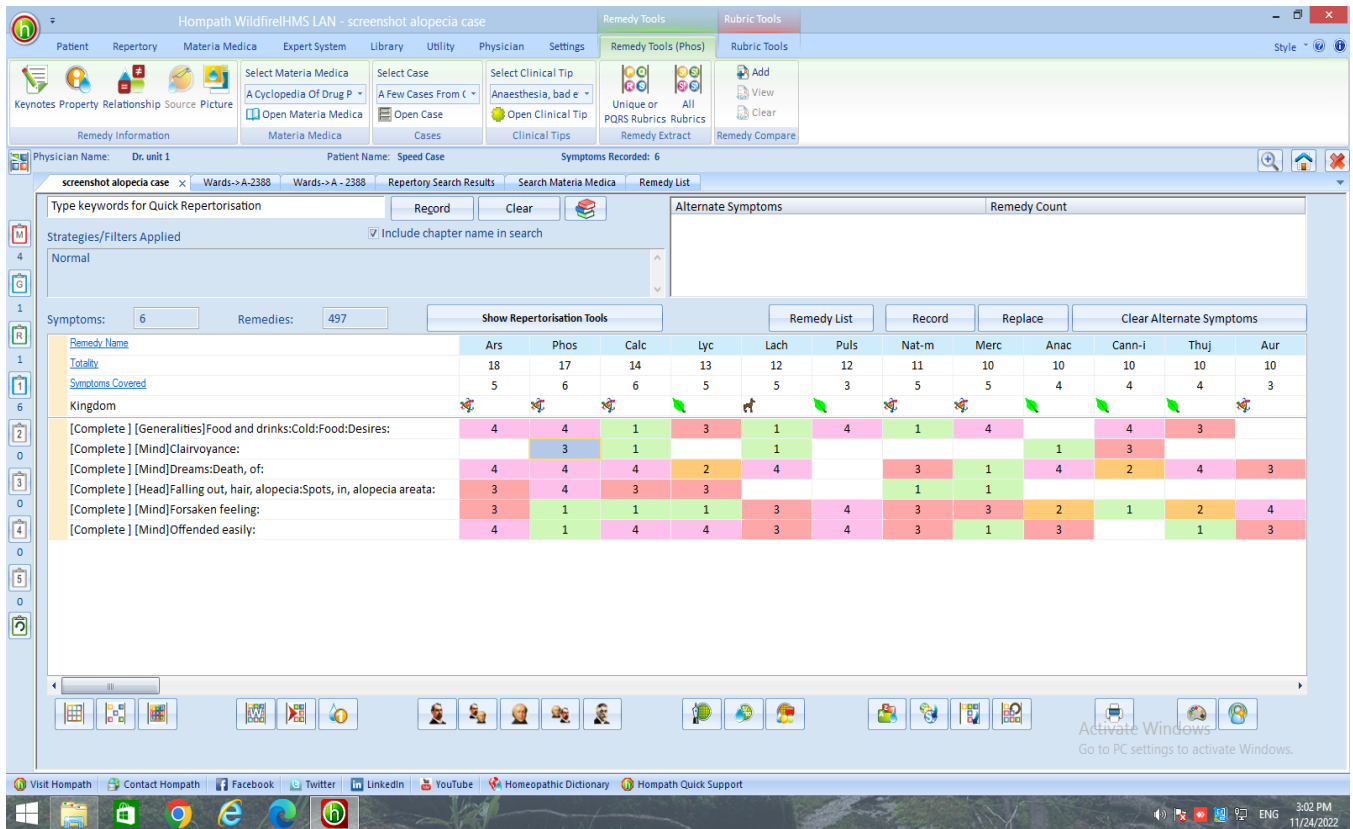 Hompath WildfireIHMS LAN - screenshot alopecia case
Remedy Tools Rubric Tools
Patient Repertory Materia Medica Expert System Library Utility Physician Settings Remedy Tools (Phos) Rubric Tools Style
Select Materia Medica Select Case Select Clinical Tip Add
A Cyclopedia Of Drug P A Few Cases From ( Anaesthesia, bad e View
Keynotes Property Relationship Source Picture Open Materia Medica Open Case Open Clinical Tip Unique or PQRS Rubrics All Rubrics Clear
Remedy Information Materia Medica Cases Clinical Tips Remedy Extract Remedy Compare
Physician Name: Dr. unit 1 Patient Name: Speed Case Symptoms Recorded: 6
screenshot alopecia case Wards->A-2388 Wards->A - 2388 Repertory Search Results Search Materia Medica Remedy List
Type keywords for Quick Repertorisation Record Clear Alternate Symptoms Remedy Count
Strategies/Filters Applied Include chapter name in search
Normal
M
4
G
1
R
1
1
6
2
0
3
0
4
0
5
0
Symptoms: 6 Remedies: 497 Show Repertorisation Tools Remedy List Record Replace Clear Alternate Symptoms
Remedy Name Ars Phos Calc Lyc Lach Puls Nat-m Merc Anac Cann-i Thuj Aur
Totality 18 17 14 13 12 12 11 10 10 10 10 10
Symptoms Covered 5 6 6 5 5 3 5 5 4 4 4 3
Kingdom
[Complete ] [Generalities]Food and drinks:Cold:Food:Desires: 4 4 1 3 1 4 1 4 4 3
[Complete ] [Mind]Clairvoyance: 3 1 1 1 3
[Complete ] [Mind]Dreams:Death, of: 4 4 4 2 4 3 1 4 2 4 3
[Complete ] [Head]Falling out, hair, alopecia:Spots, in, alopecia areata: 3 4 3 3 1 1
[Complete ] [Mind]Forsaken feeling: 3 1 1 1 3 4 3 3 2 1 2 4
[Complete ] [Mind]Offended easily: 4 1 4 4 3 4 3 1 3 1 3
Activate Windows
Go to PC settings to activate Windows.
Visit Hompath Contact Hompath Facebook Twitter LinkedIn YouTube Homeopathic Dictionary Hompath Quick Support
ENG 3:02 PM
11/24/2022